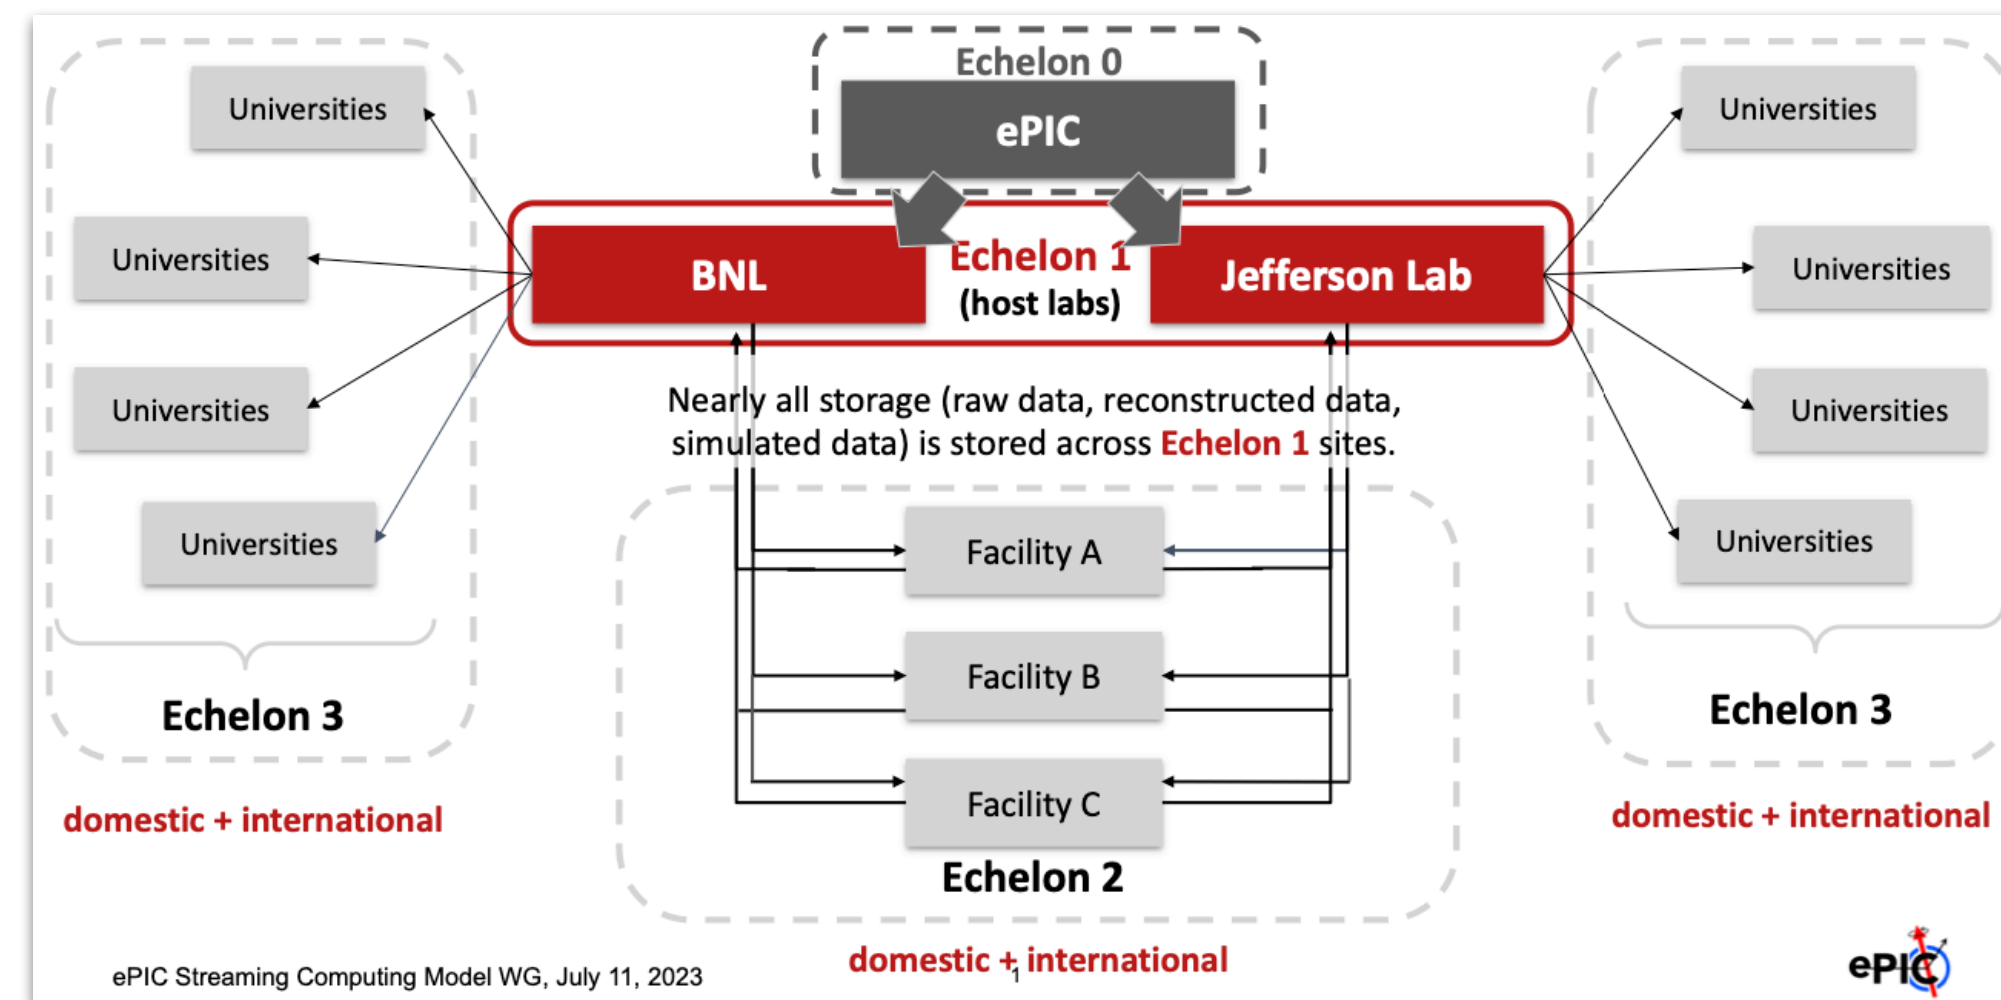 Echelon 0
ePIC
Universities
Universities
Universities
Universities
Echelon 3
domestic + international
BNL
Echelon 1
(host labs)
Jefferson Lab
Nearly all storage (raw data, reconstructed data,
simulated data) is stored across Echelon 1 sites.
Facility A
Facility B
Facility C
Echelon 2
domestic + international
Universities
Universities
Universities
Universities
Echelon 3
domestic + international
ePIC Streaming Computing Model WG, July 11, 2023
1
ePIC